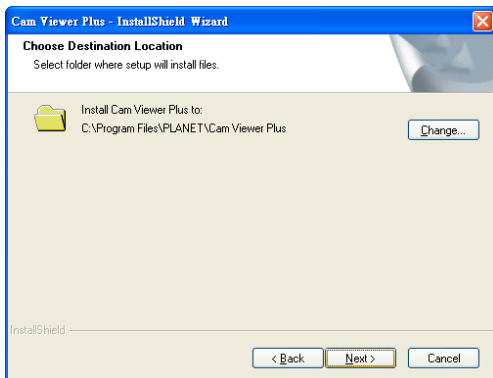 Cam Viewer Plus - InstallShield Wizard
Choose Destination Location
Select folder where setup will install files.
Install Cam Viewer Plus to:
C:\Program Files\PLANET\Cam Viewer Plus
Change...
InstallShield
< Back
Next >
Cancel